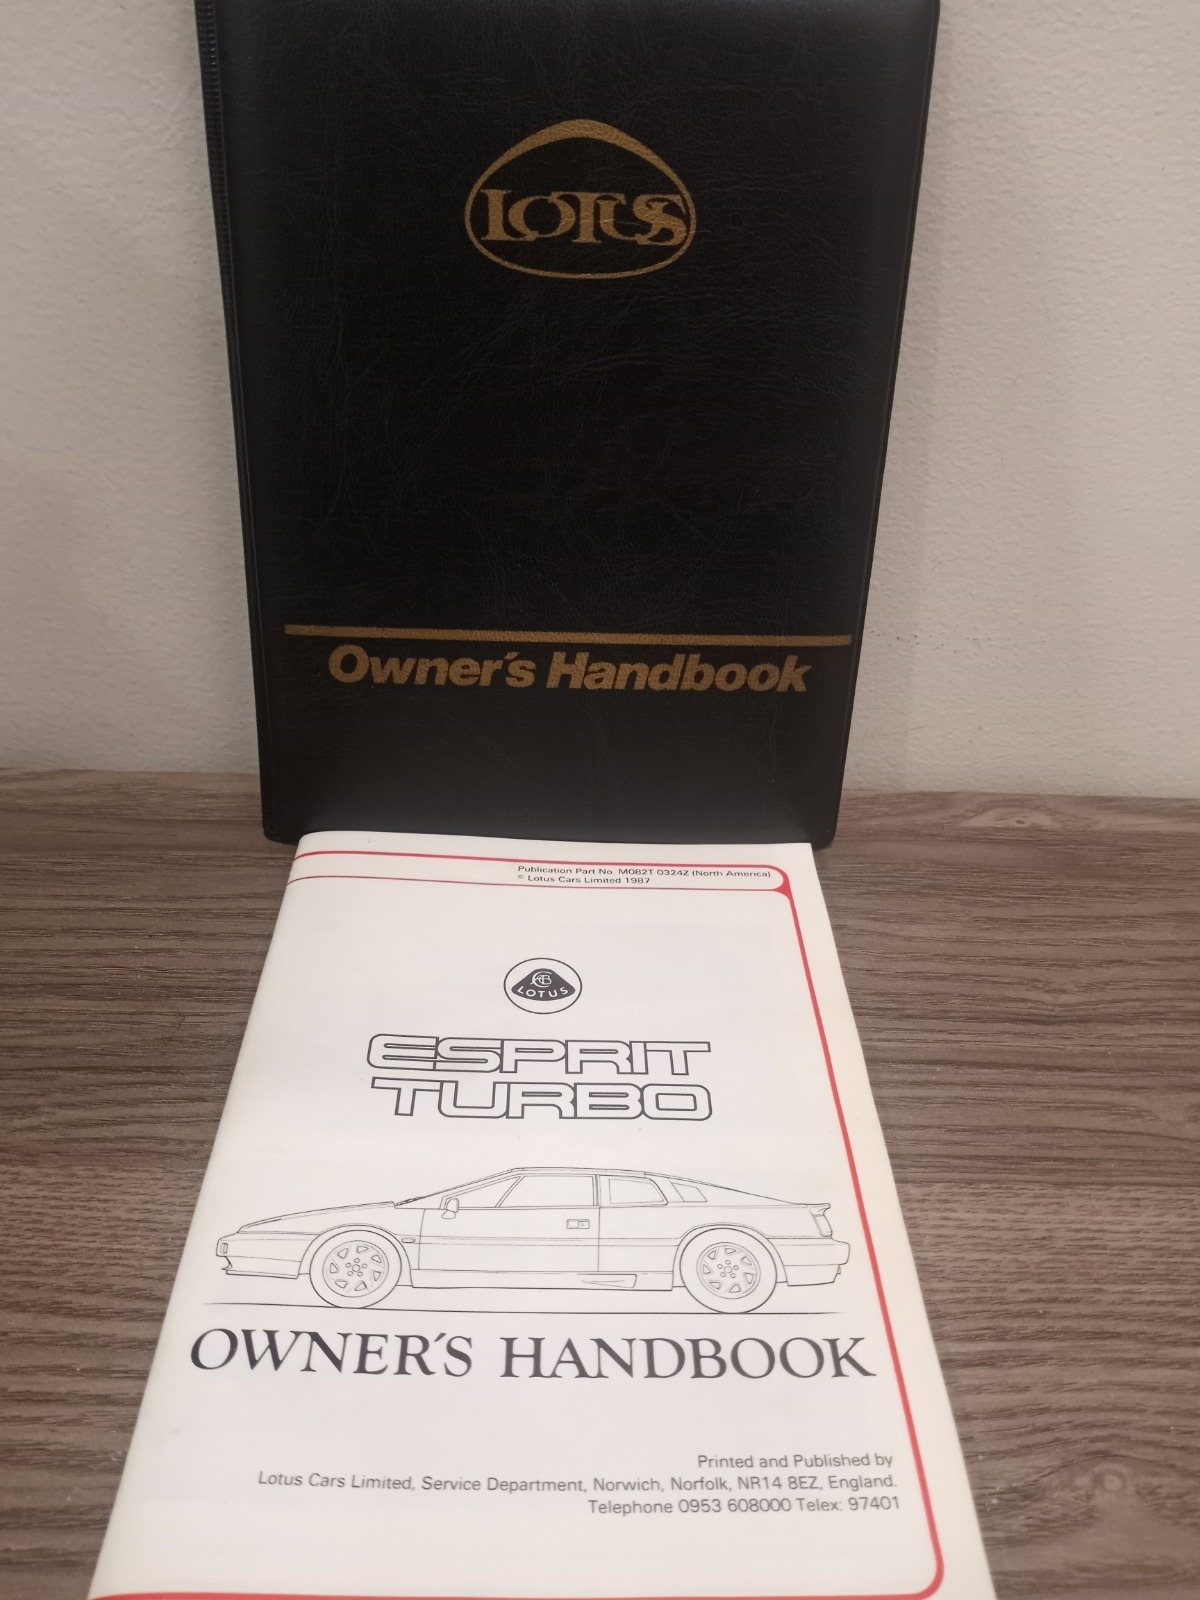 LOTUS
Owner's Handbook
Publication Part No. M082T 0324Z (North America)
© Lotus Cars Limited 1987
LOTUS
ESPRIT
TURBO
OWNER'S HANDBOOK
Printed and Published by
Lotus Cars Limited, Service Department, Norwich, Norfolk, NR14 8EZ, England.
Telephone 0953 608000 Telex: 97401